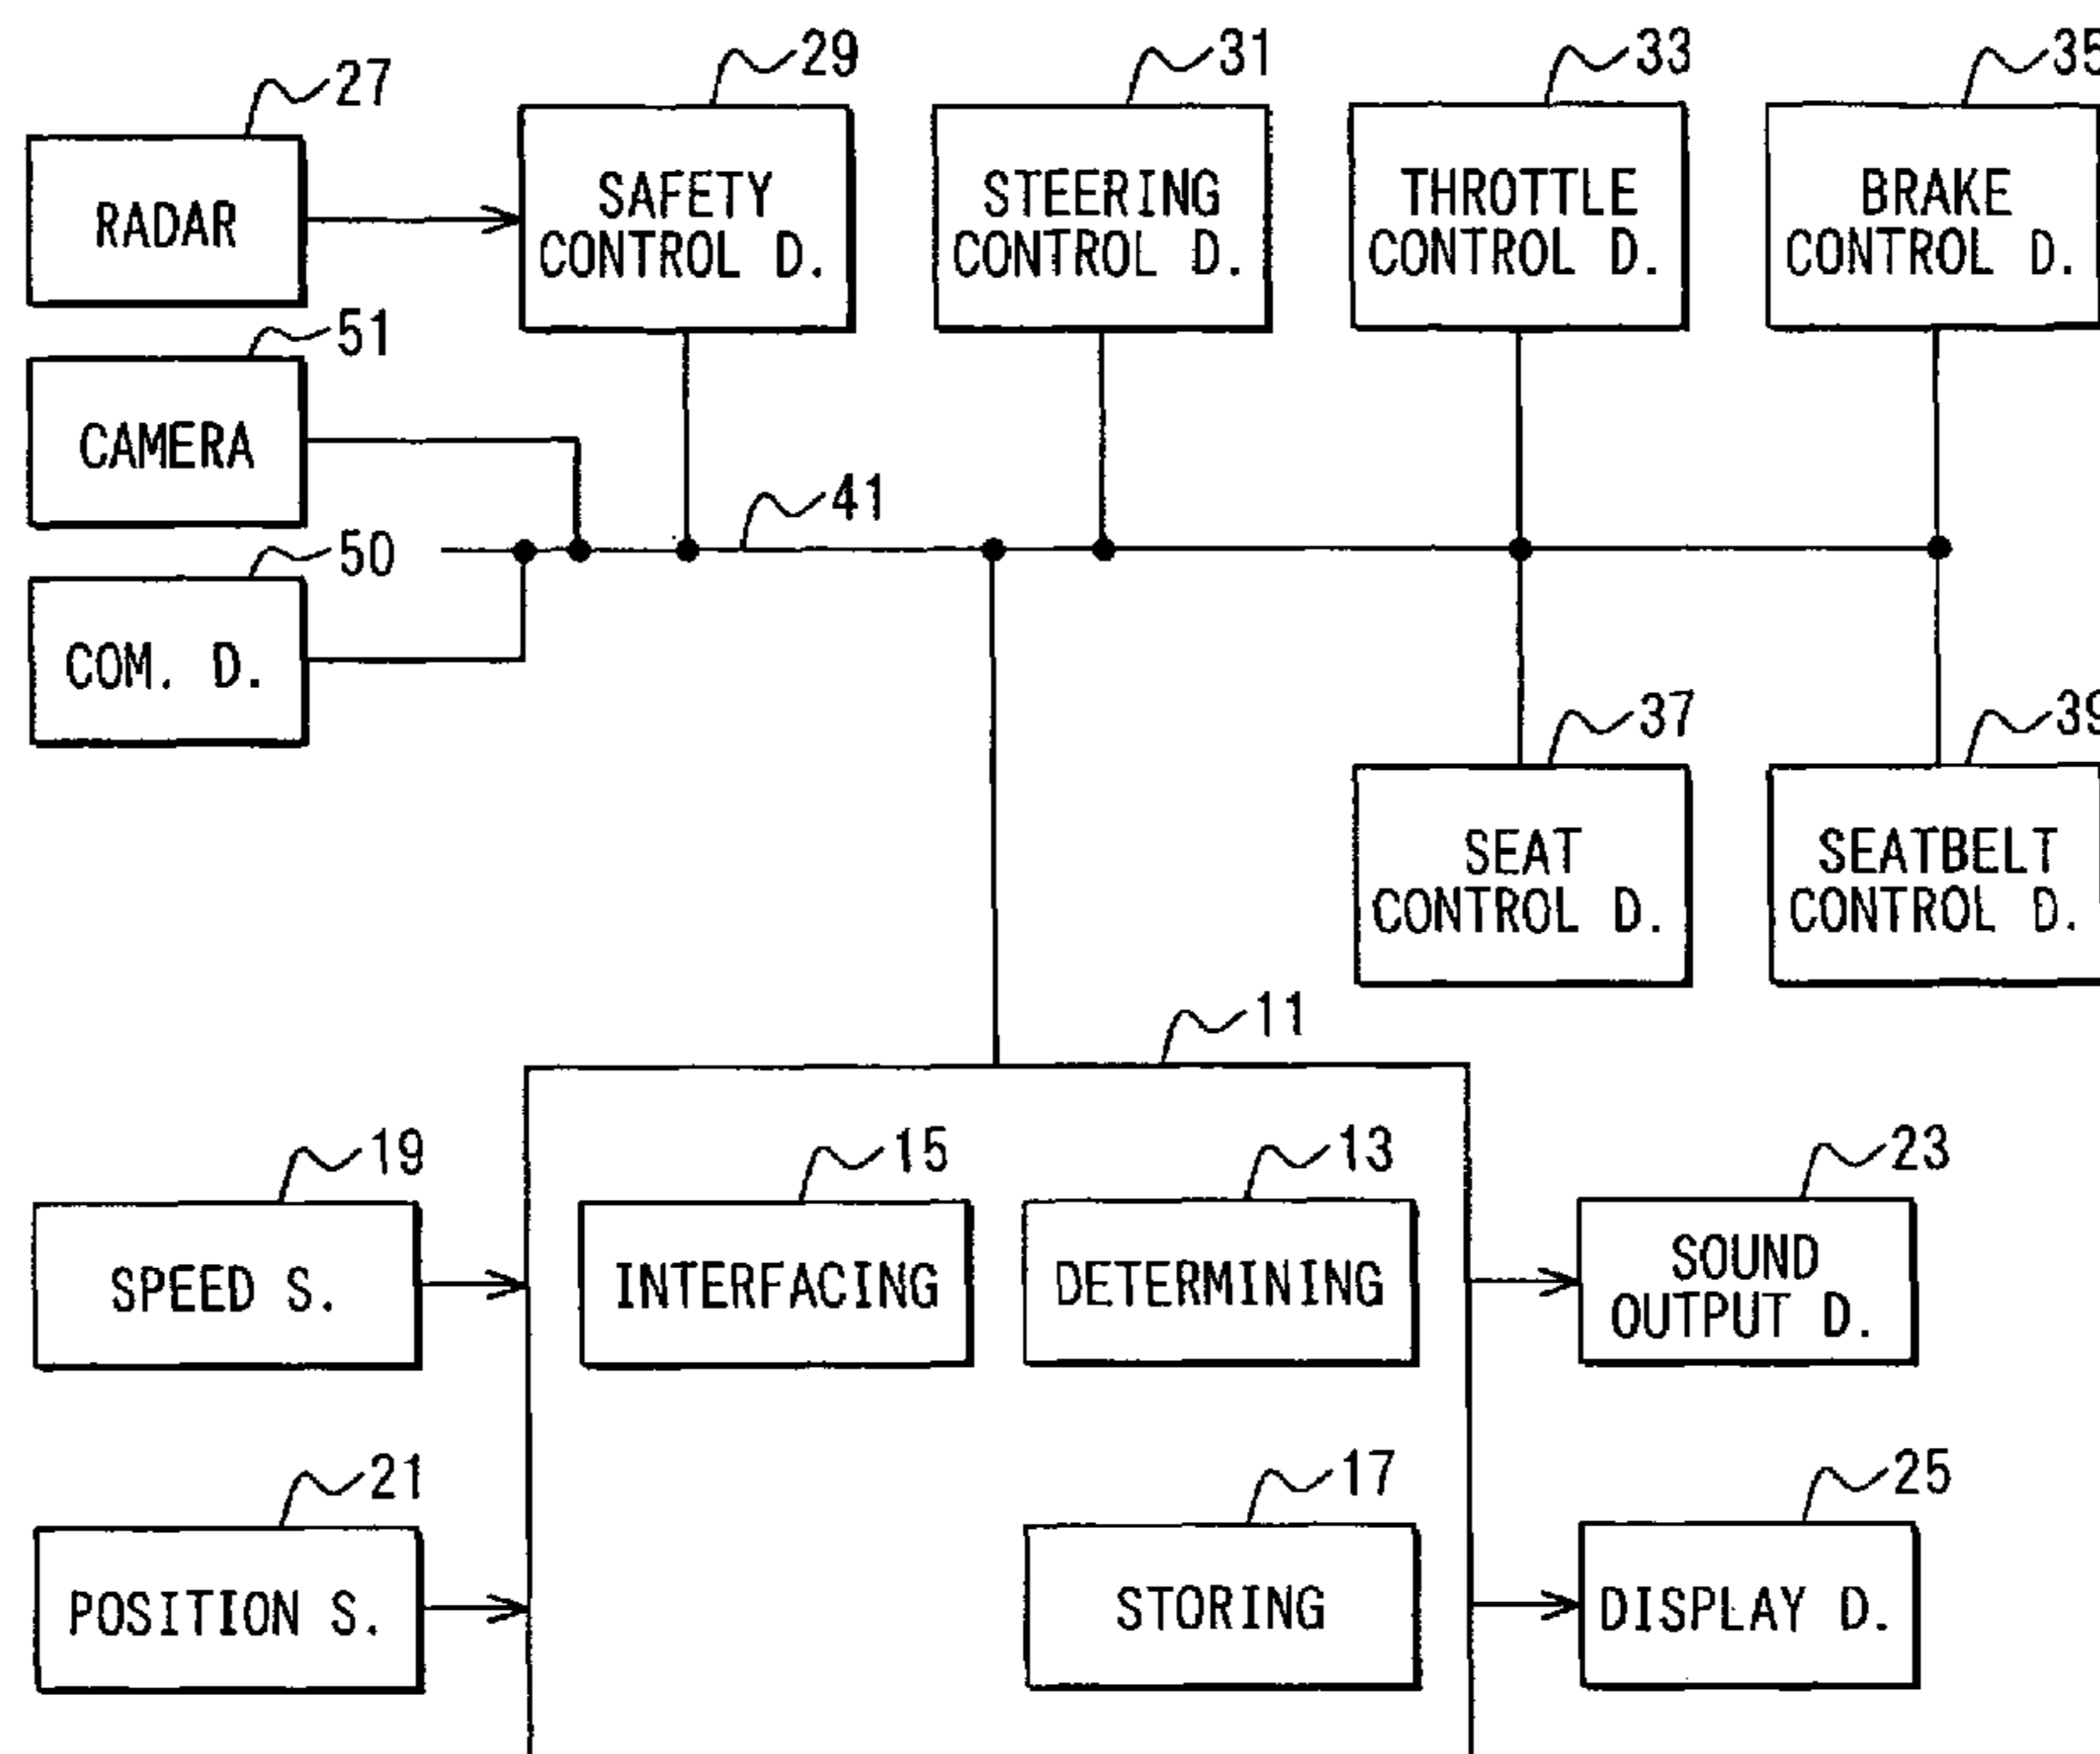 27
29
31
33
35
RADAR
SAFETY
CONTROL D.
STEERING
CONTROL D.
THROTTLE
CONTROL D.
BRAKE
CONTROL D.
51
CAMERA
41
50
COM. D.
37
39
SEAT
CONTROL D.
SEATBELT
CONTROL D.
11
19
15
13
23
SPEED S.
INTERFACING
DETERMINING
SOUND
OUTPUT D.
21
17
25
POSITION S.
STORING
DISPLAY D.